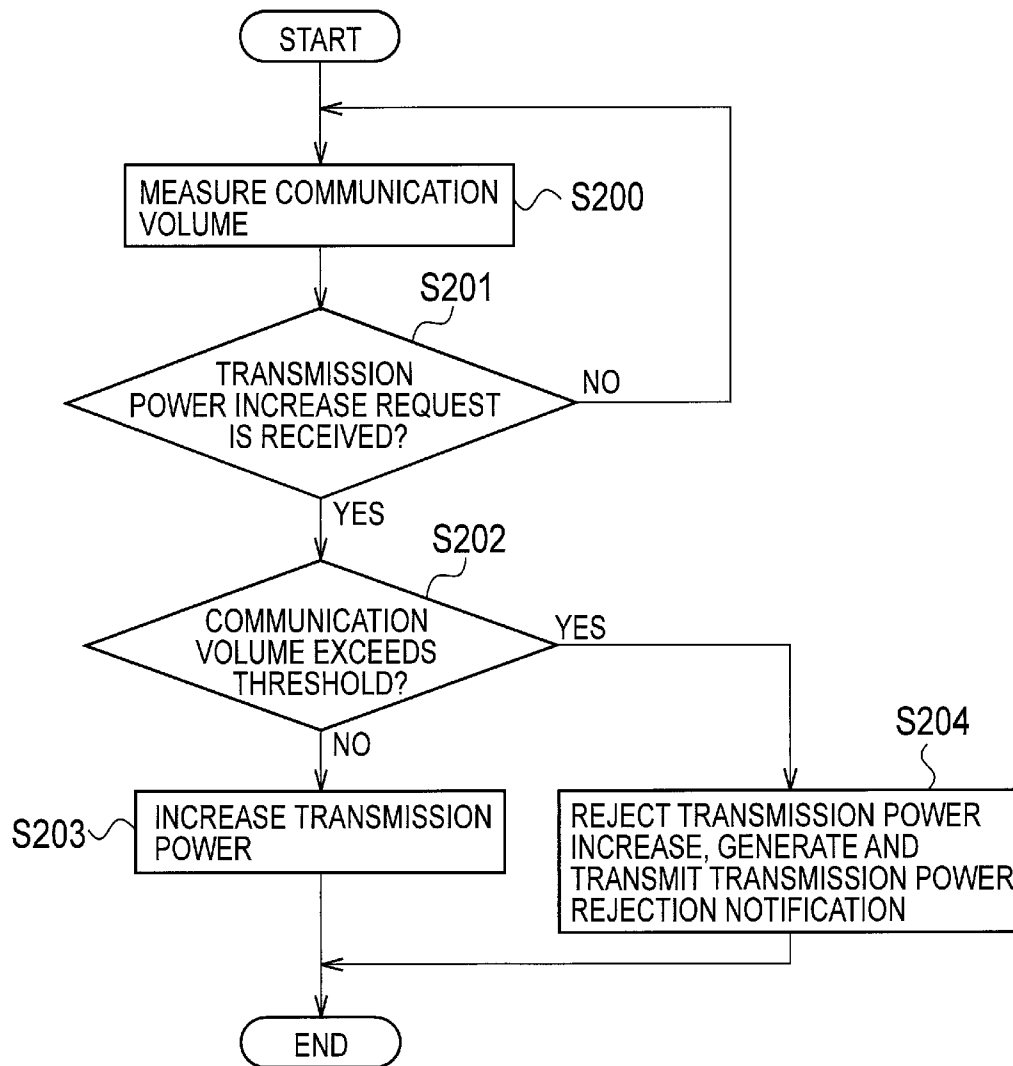 START
MEASURE COMMUNICATION
VOLUME
S200
S201
TRANSMISSION
POWER INCREASE REQUEST
IS RECEIVED?
NO
YES
S202
COMMUNICATION
VOLUME EXCEEDS
THRESHOLD?
YES
NO
S203
INCREASE TRANSMISSION
POWER
S204
REJECT TRANSMISSION POWER
INCREASE, GENERATE AND
TRANSMIT TRANSMISSION POWER
REJECTION NOTIFICATION
END